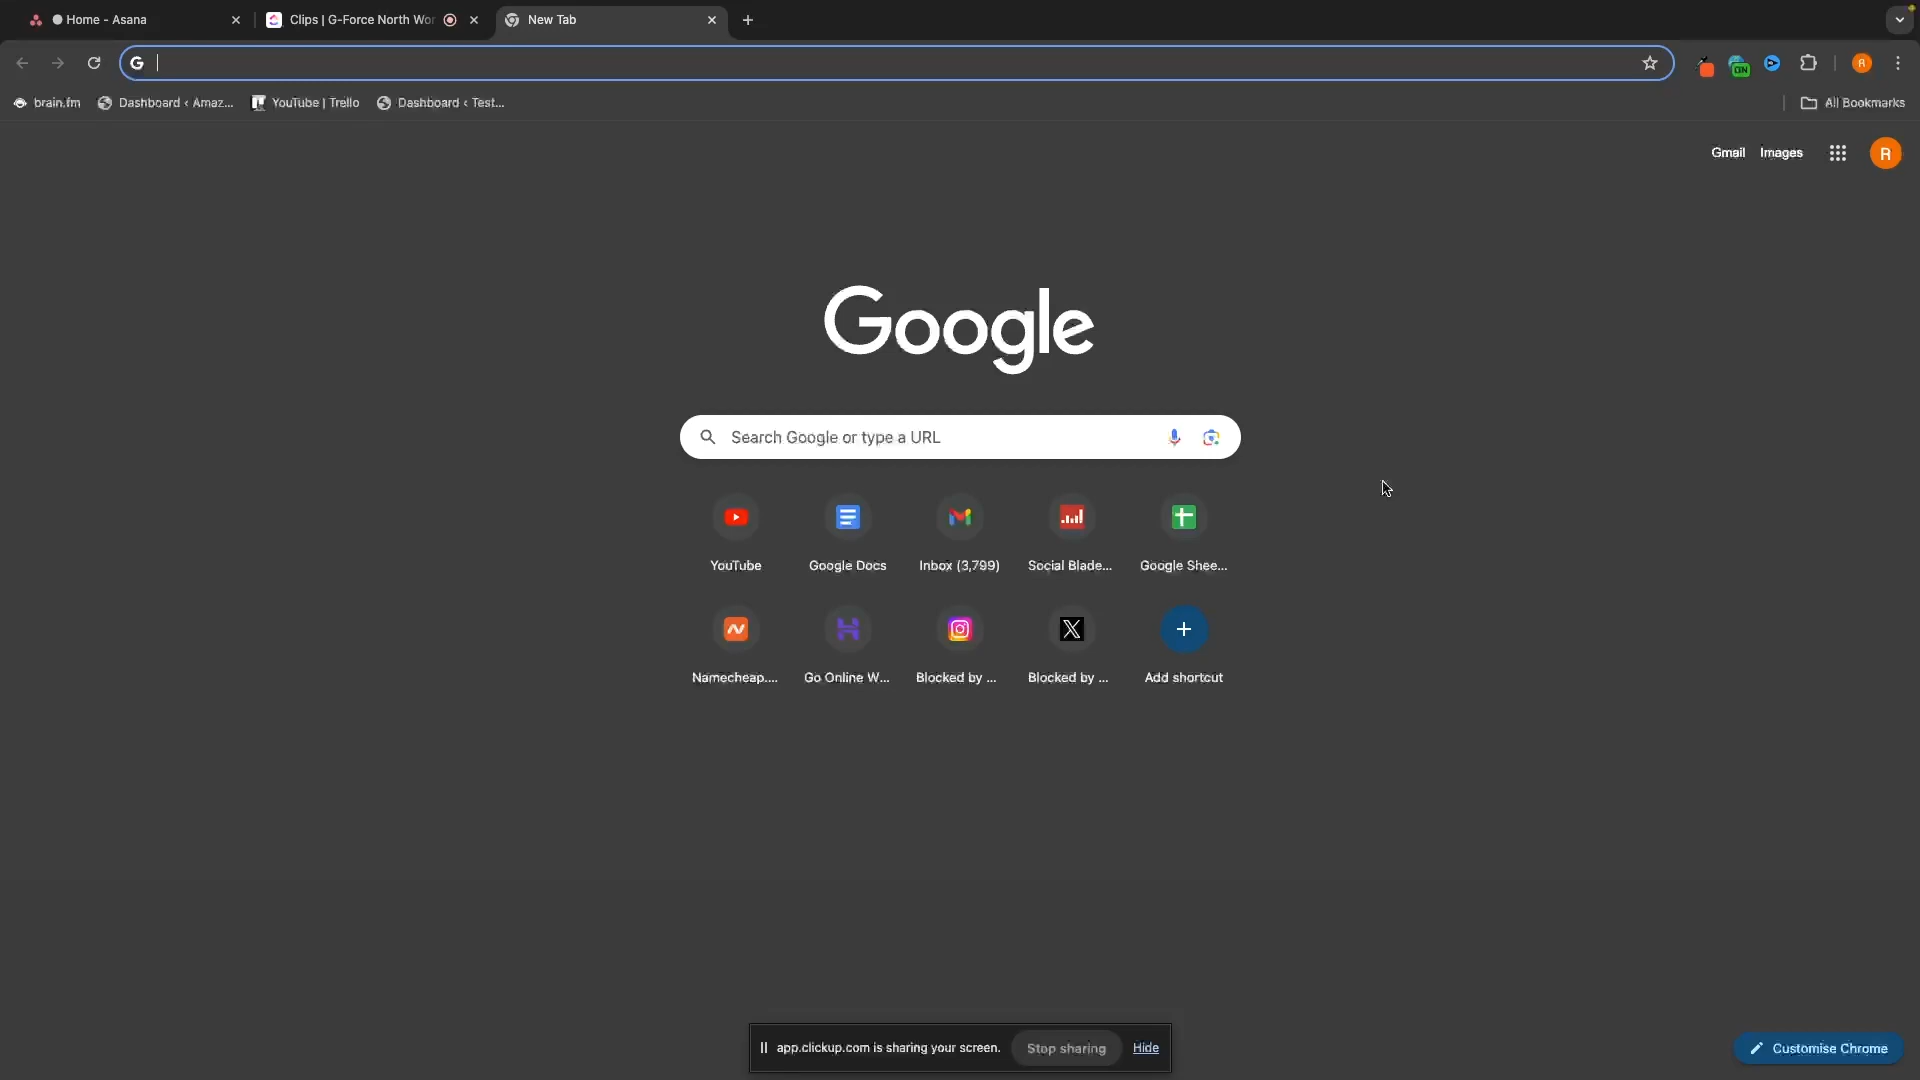 Home - Asana
Clips | G-Force North Wor
New Tab
brain.fm
Dashboard ‹ Amaz...
YouTube | Trello
Dashboard ‹ Test...
ON
R
All Bookmarks
Gmail
Images
R
Google
Search Google or type a URL
YouTube
Google Docs
Inbox (3,799)
Social Blade...
Google Shee...
Namecheap....
Go Online W...
Blocked by ...
Blocked by ...
Add shortcut
app.clickup.com is sharing your screen.
Stop sharing
Hide
Customise Chrome